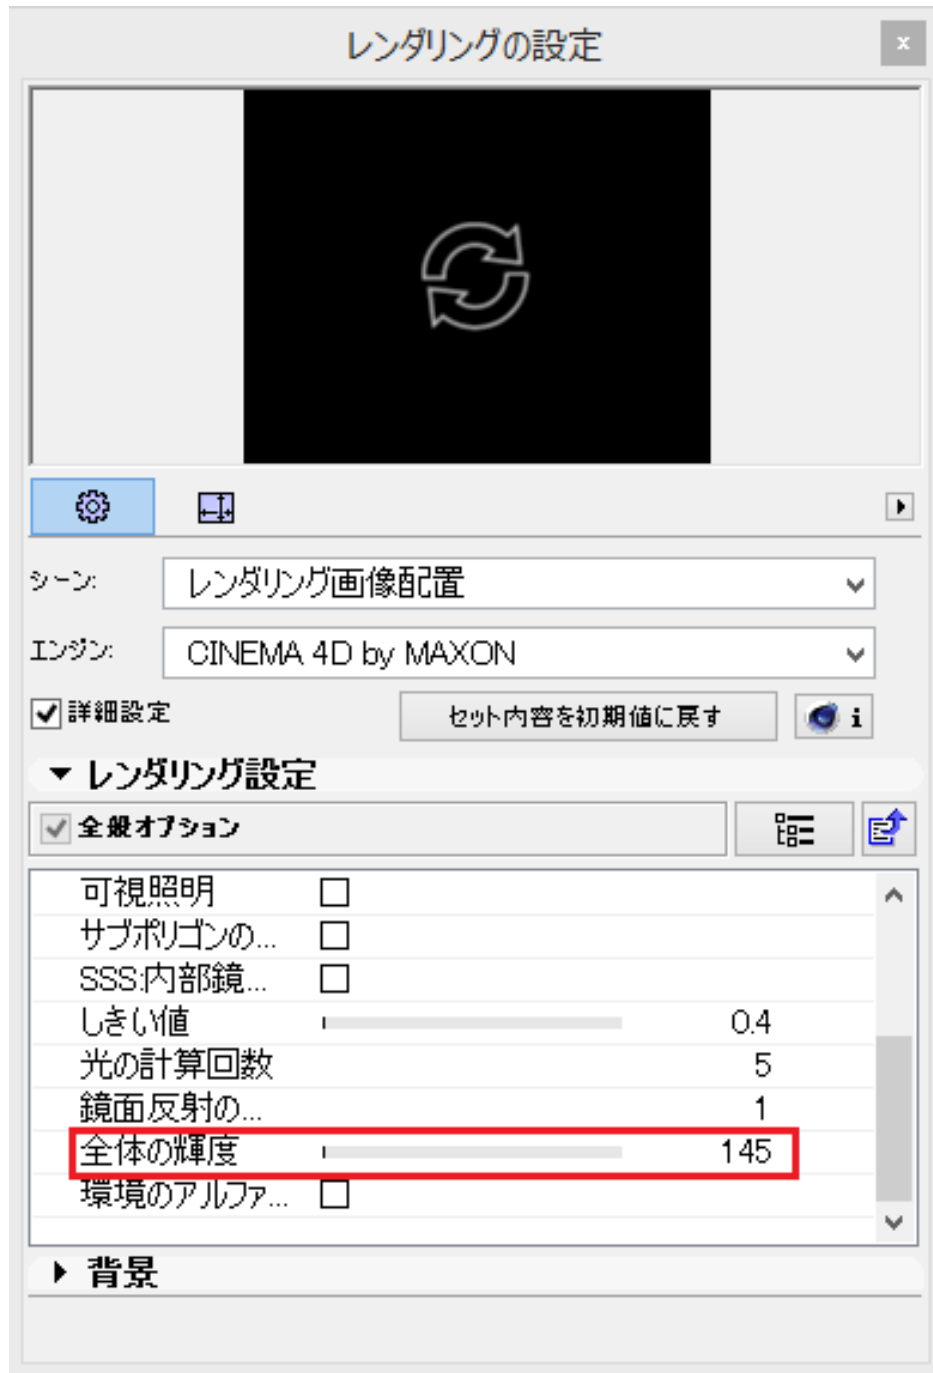 レンダリングの設定
x
シーン: レンダリング画像配置
エンジン: CINEMA 4D by MAXON
詳細設定 セット内容を初期値に戻す i
レンダリング設定
全般オプション
可視照明
サブポリゴンの...
SSS:内部鏡...
しきい値 0.4
光の計算回数 5
鏡面反射の... 1
全体の輝度 145
環境のアルファ...
背景